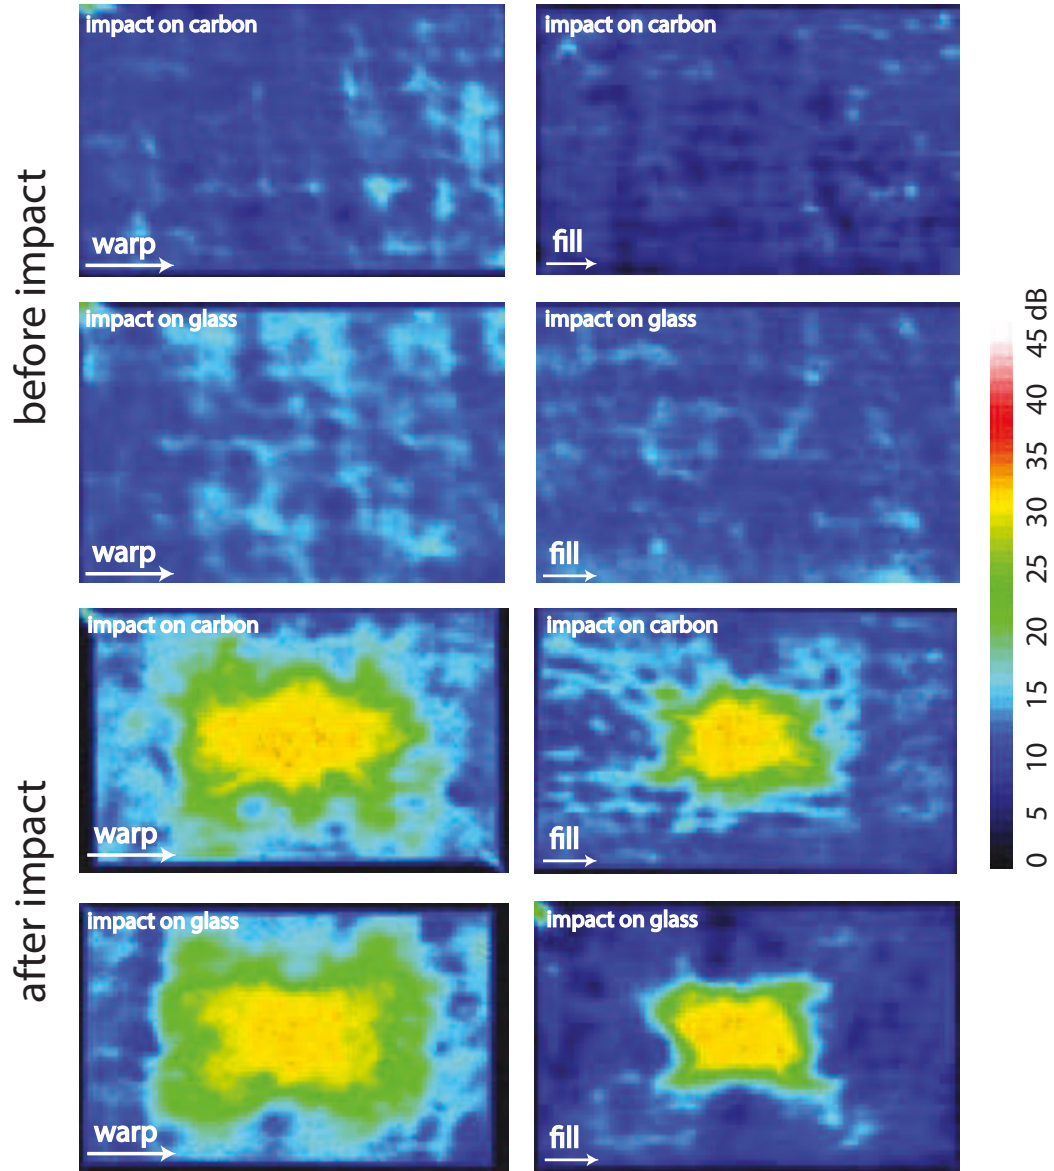 before impact
impact on carbon
warp
impact on carbon
fill
impact on glass
warp
impact on glass
fill
after impact
impact on carbon
warp
impact on carbon
fill
impact on glass
warp
impact on glass
fill
0 5 10 15 20 25 30 35 40 45 dB